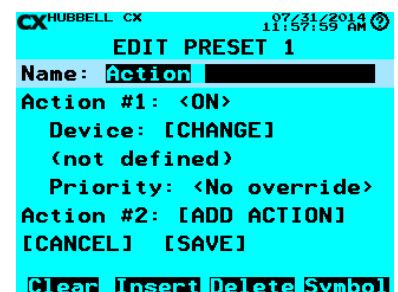 CX HUBBELL CX 07/31/2014
11:57:59 AM ?
EDIT PRESET 1
Name: Action
Action #1: <ON>
Device: [CHANGE]
(not defined)
Priority: <No override>
Action #2: [ADD ACTION]
[CANCEL] [SAVE]
Clear Insert Delete Symbol